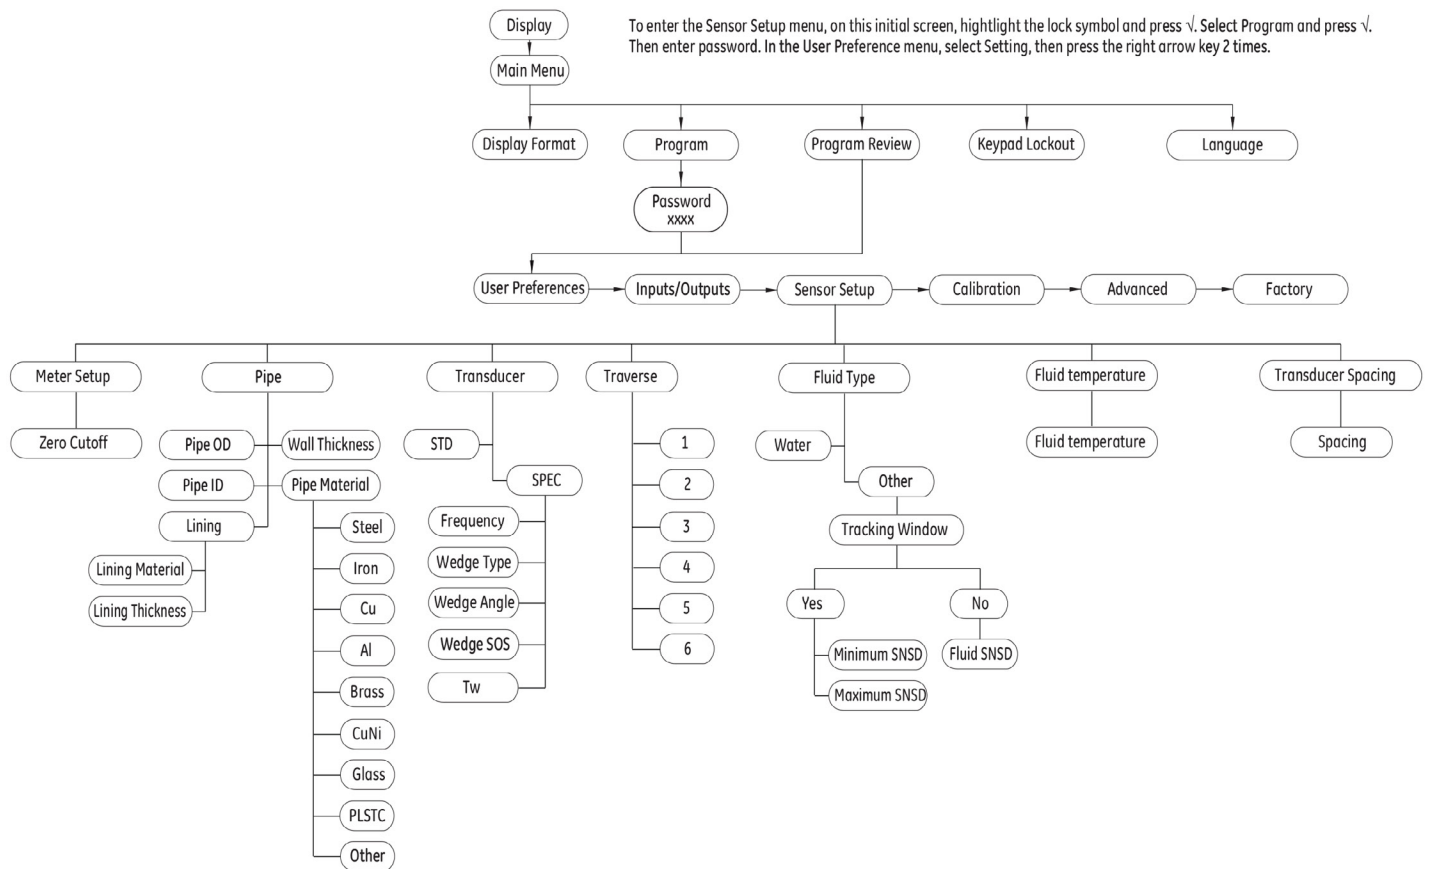 Display
To enter the Sensor Setup menu, on this initial screen, hightlight the lock symbol and press √. Select Program and press √.
Then enter password. In the User Preference menu, select Setting, then press the right arrow key 2 times.
Main Menu
Display Format
Program
Program Review
Keypad Lockout
Language
Password
xxxx
User Preferences
Inputs/Outputs
Sensor Setup
Calibration
Advanced
Factory
Meter Setup
Pipe
Transducer
Traverse
Fluid Type
Fluid temperature
Transducer Spacing
Zero Cutoff
Pipe OD
Wall Thickness
Pipe ID
Pipe Material
Lining
Lining Material
Lining Thickness
Steel
Iron
Cu
Al
Brass
CuNi
Glass
PLSTC
Other
STD
SPEC
Frequency
Wedge Type
Wedge Angle
Wedge SOS
Tw
1
2
3
4
5
6
Water
Other
Tracking Window
Yes
No
Minimum SNSD
Maximum SNSD
Fluid SNSD
Fluid temperature
Spacing